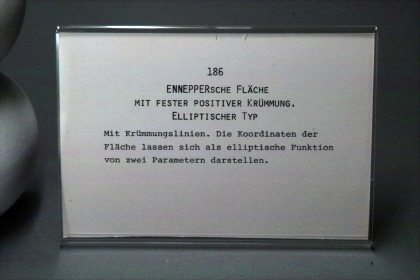 186
ENNEPPERsche FLÄCHE
MIT FESTER POSITIVER KRÜMMUNG.
ELLIPTISCHER TYP
Mit Krümmungslinien. Die Koordinaten der
Fläche lassen sich als elliptische Funktion
von zwei Parametern darstellen.